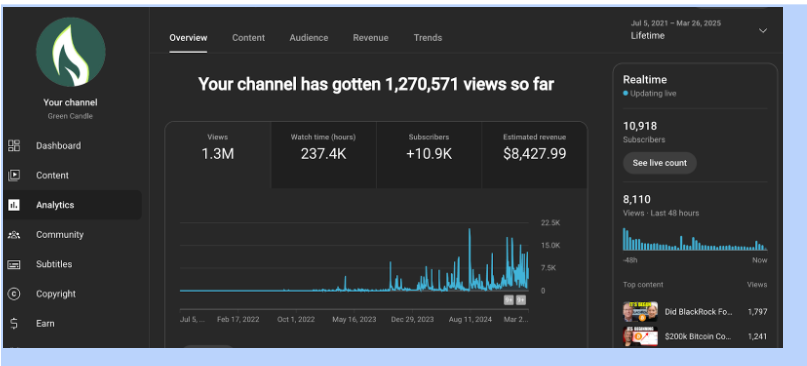 Jul 5, 2021 – Mar 26, 2025
Lifetime
Overview
Content
Audience
Revenue
Trends
Your channel
Green Candle
Dashboard
Content
Analytics
Community
Subtitles
Copyright
Earn
Your channel has gotten 1,270,571 views so far
Views
1.3M
Watch time (hours)
237.4K
Subscribers
+10.9K
Estimated revenue
$8,427.99
22.5K
15.0K
7.5K
0
9+ 9+
Jul 5,... Feb 17, 2022 Oct 1, 2022 May 16, 2023 Dec 29, 2023 Aug 11, 2024 Mar 2...
Realtime
Updating live
10,918
Subscribers
See live count
8,110
Views · Last 48 hours
-48h Now
Top content Views
Did BlackRock Fo... 1,797
$200k Bitcoin Co... 1,241